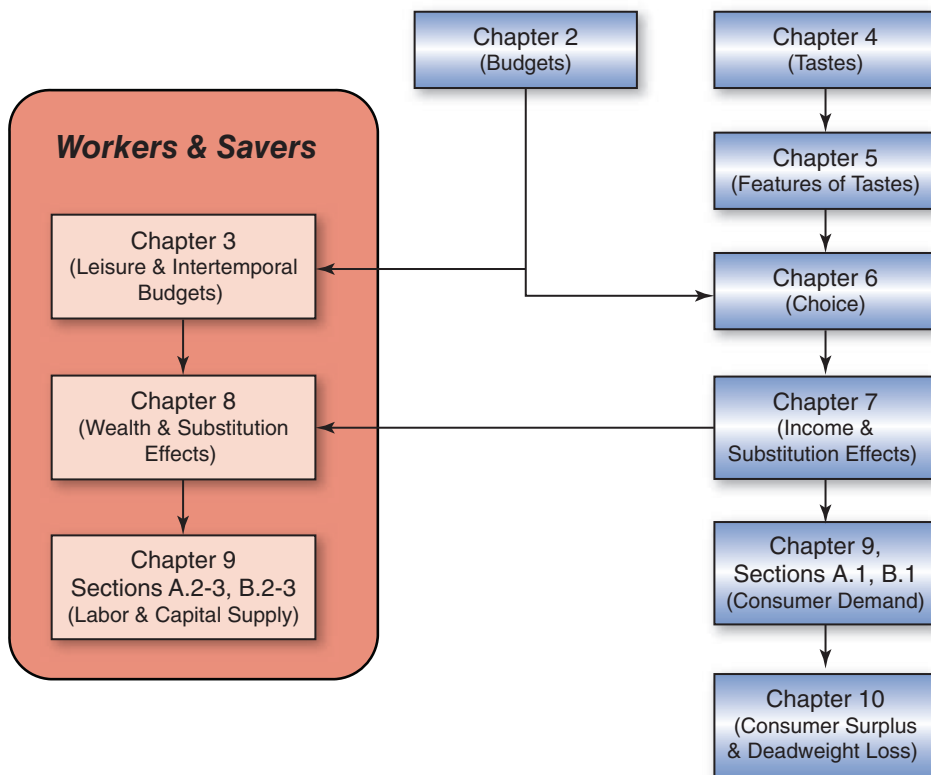 Chapter 2
(Budgets)
Chapter 4
(Tastes)
Workers & Savers
Chapter 5
(Features of Tastes)
Chapter 3
(Leisure & Intertemporal
Budgets)
Chapter 6
(Choice)
Chapter 8
(Wealth & Substitution
Effects)
Chapter 7
(Income &
Substitution Effects)
Chapter 9
Sections A.2-3, B.2-3
(Labor & Capital Supply)
Chapter 9,
Sections A.1, B.1
(Consumer Demand)
Chapter 10
(Consumer Surplus
& Deadweight Loss)